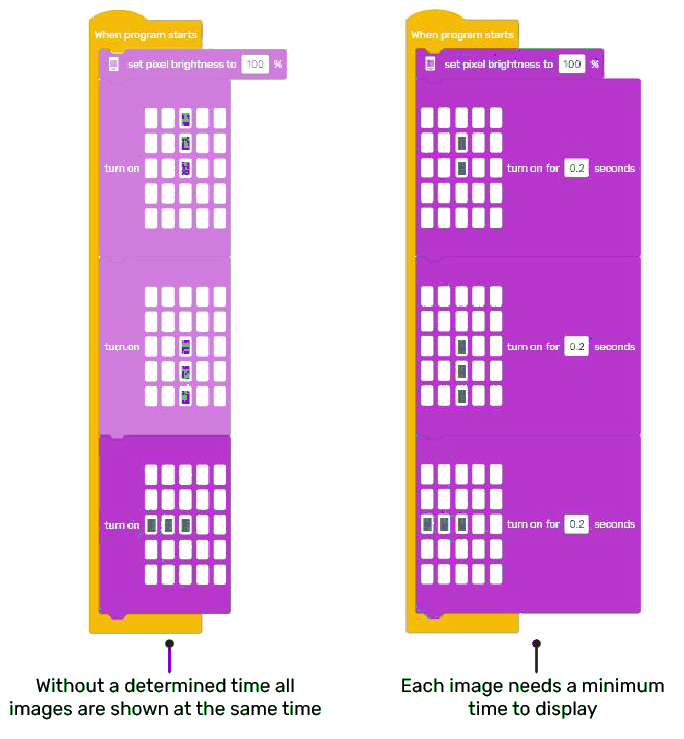 When program starts
set pixel brightness to 100 %
turn on
turn on
turn on
Without a determined time all
images are shown at the same time
When program starts
set pixel brightness to 100 %
turn on for 0.2 seconds
turn on for 0.2 seconds
turn on for 0.2 seconds
Each image needs a minimum
time to display